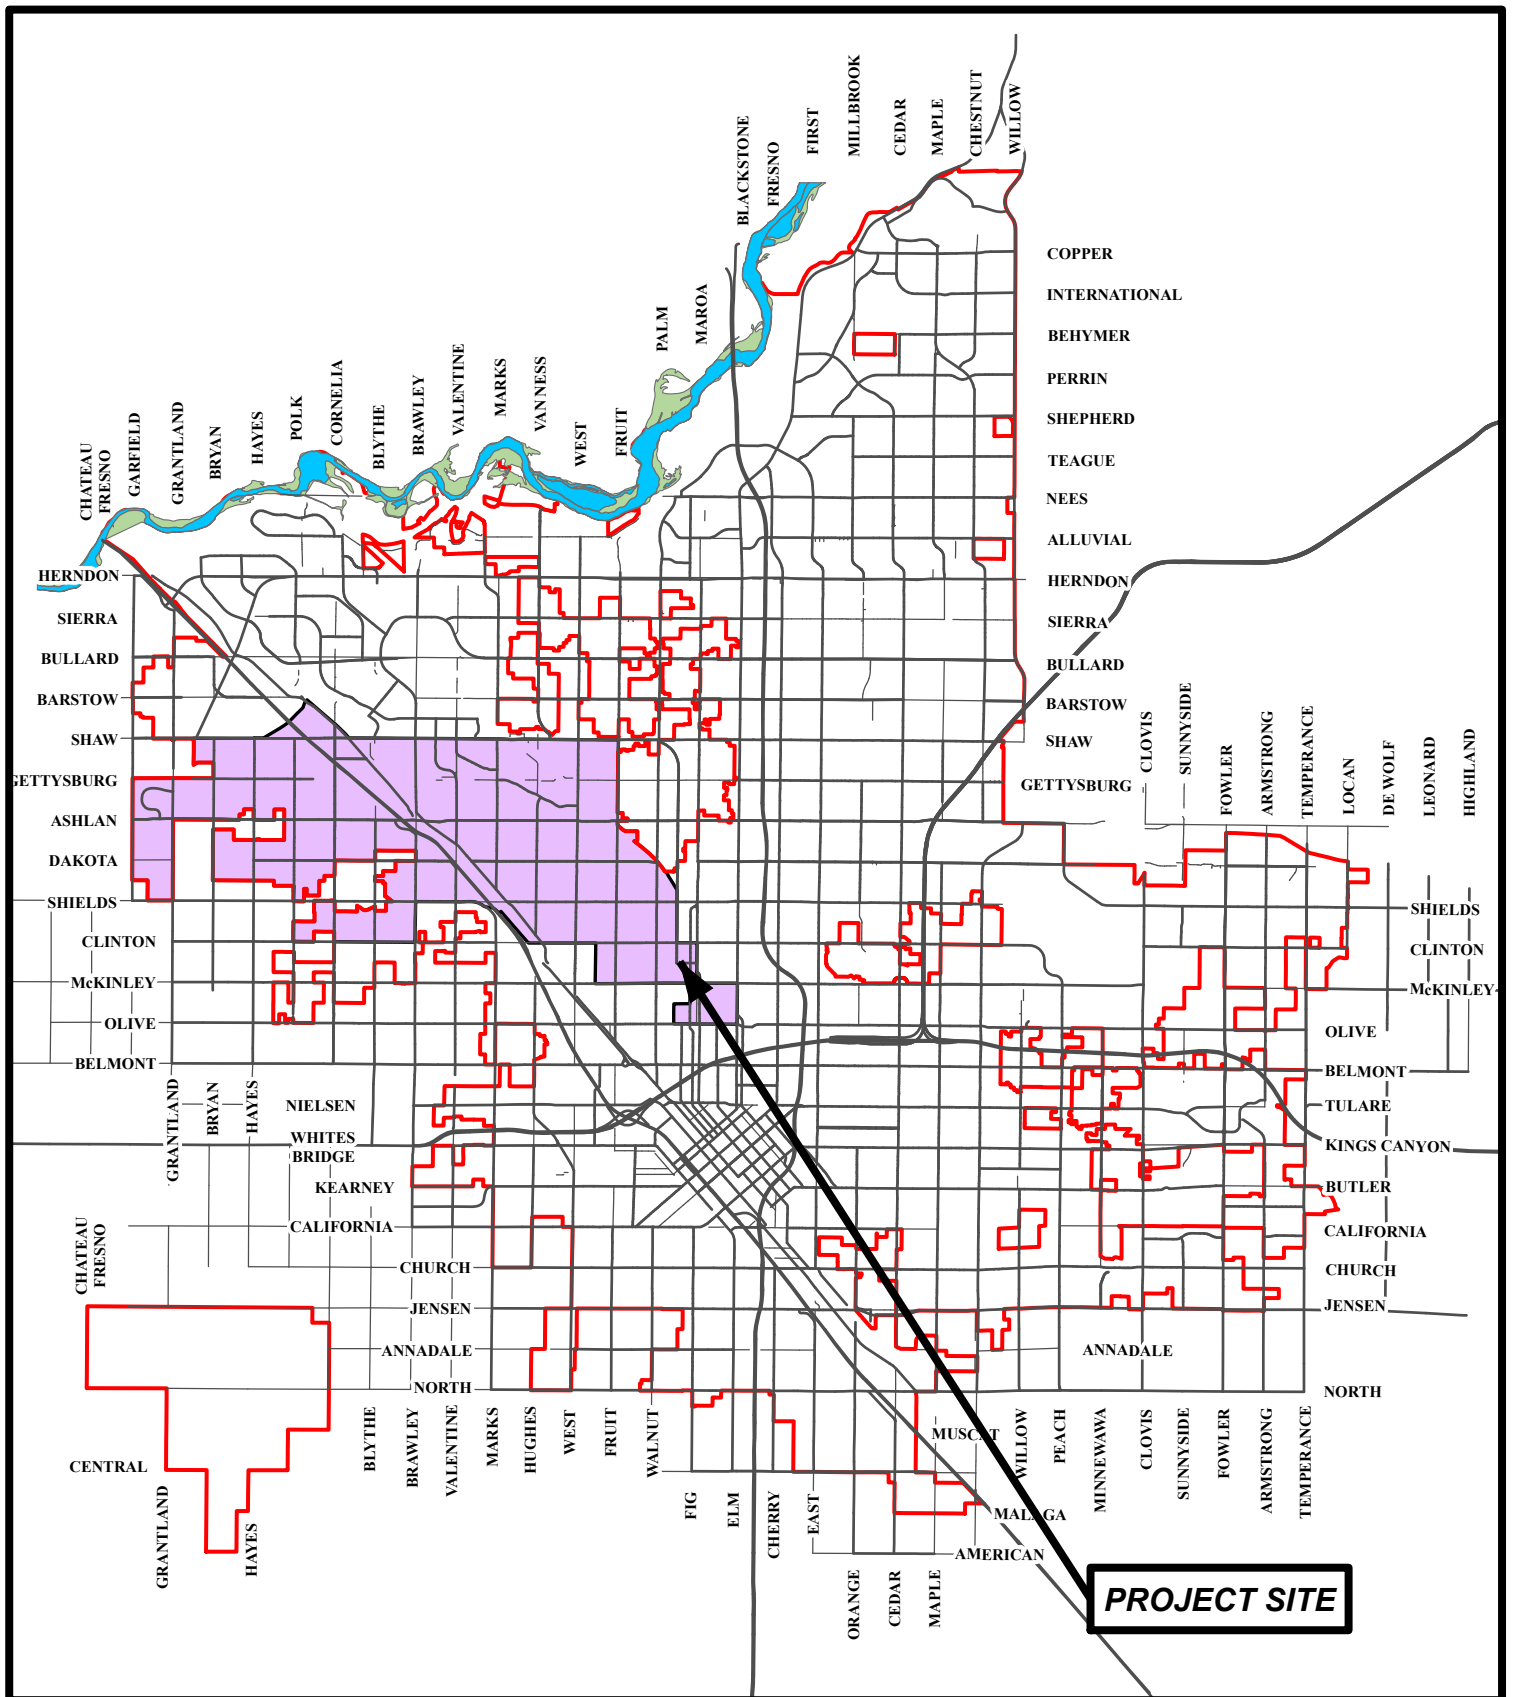 WILLOW
CHESTNUT
MAPLE
CEDAR
MILLBROOK
FIRST
FRESNO
BLACKSTONE
MAROA
PALM
FRUIT
WEST
VAN NESS
MARKS
VALENTINE
BRAWLEY
BLYTHE
CORNELIA
POLK
HAYES
BRYAN
GRANTLAND
GARFIELD
CHATEAU
FRESNO
COPPER
INTERNATIONAL
BEHYMER
PERRIN
SHEPHERD
TEAGUE
NEES
ALLUVIAL
HERNDON
SIERRA
BULLARD
BARSTOW
SHAW
GETTYSBURG
HERNDON
SIERRA
BULLARD
BARSTOW
SHAW
GETTYSBURG
ASHLAN
DAKOTA
SHIELDS
CLINTON
McKINLEY
OLIVE
BELMONT
CLOVIS
SUNNYSIDE
FOWLER
ARMSTRONG
TEMPERANCE
LOCAN
DE WOLF
LEONARD
HIGHLAND
SHIELDS
CLINTON
McKINLEY
OLIVE
BELMONT
TULARE
KINGS CANYON
BUTLER
CALIFORNIA
CHURCH
JENSEN
ANNADALE
NORTH
GRANTLAND
BRYAN
HAYES
NIELSEN
WHITES
BRIDGE
KEARNEY
CALIFORNIA
CHURCH
JENSEN
ANNADALE
NORTH
CHATEAU
FRESNO
CENTRAL
GRANTLAND
HAYES
BLYTHE
BRAWLEY
VALENTINE
MARKS
HUGHES
WEST
FRUIT
WALNUT
FIG
ELM
CHERRY
EAST
ORANGE
CEDAR
MAPLE
MUSCAT
WILLOW
PEACH
MINNEWAWA
CLOVIS
SUNNYSIDE
FOWLER
ARMSTRONG
TEMPERANCE
MALAGA
AMERICAN
PROJECT SITE